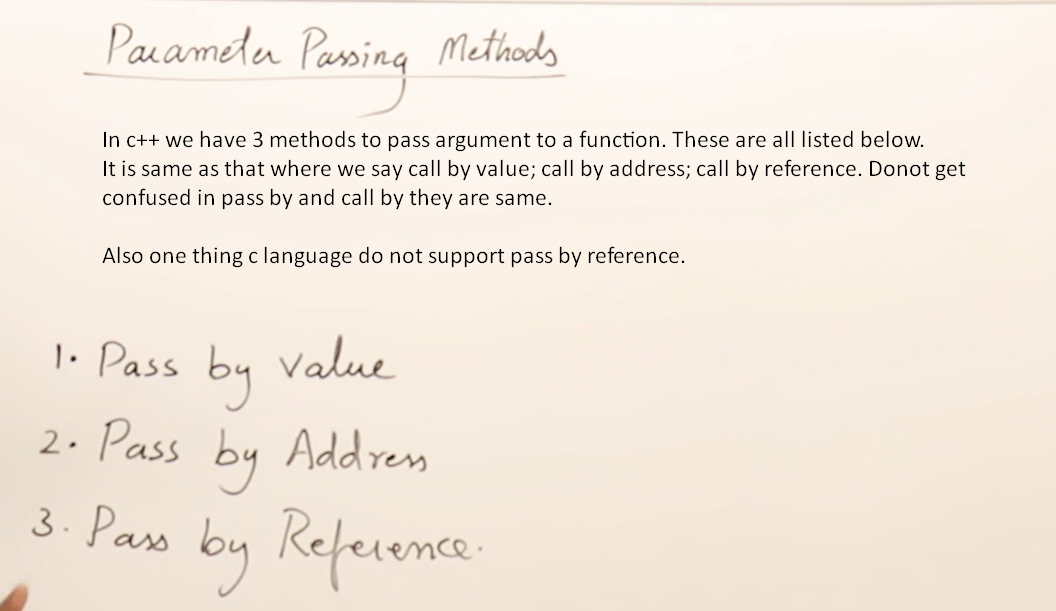 Parameter Passing Methods
In c++ we have 3 methods to pass argument to a function. These are all listed below.
It is same as that where we say call by value; call by address; call by reference. Donot get
confused in pass by and call by they are same.
Also one thing c language do not support pass by reference.
1. Pass by value
2. Pass by Address
3. Pass by Reference.